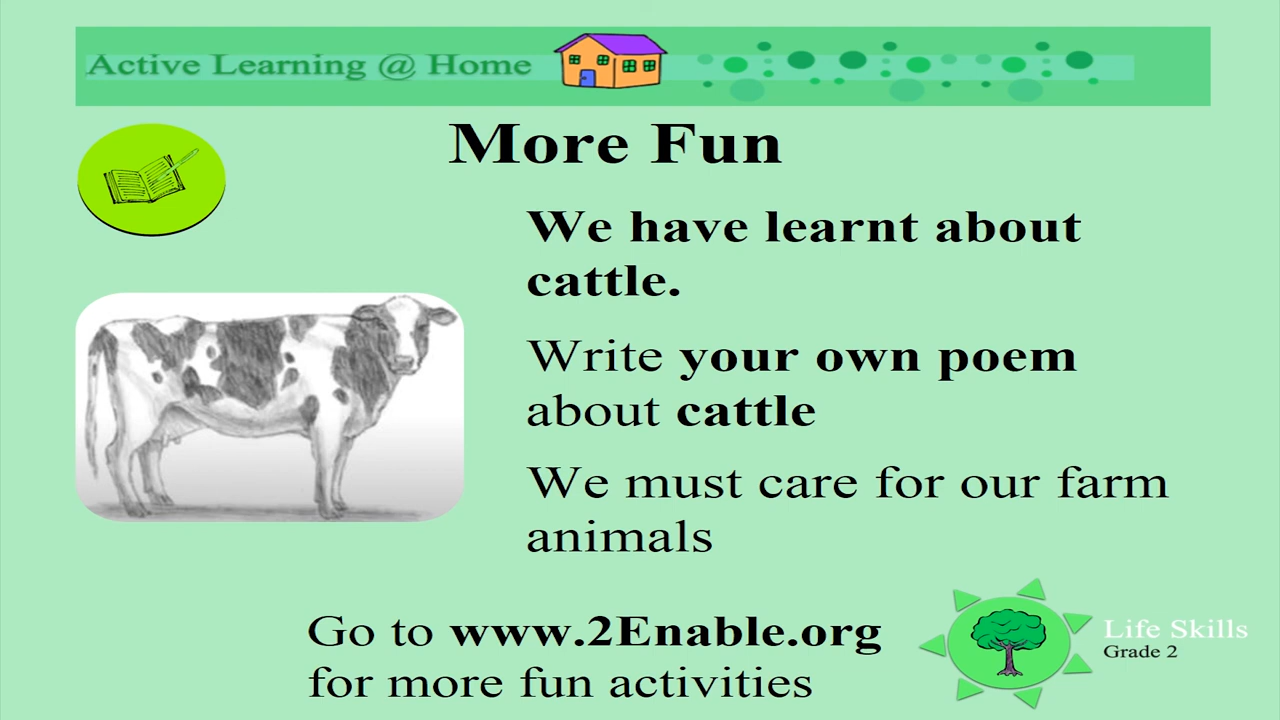 Active Learning @ Home
More Fun
We have learnt about
cattle.
Write your own poem
about cattle
We must care for our farm
animals
Go to www.2Enable.org
for more fun activities
Life Skills
Grade 2